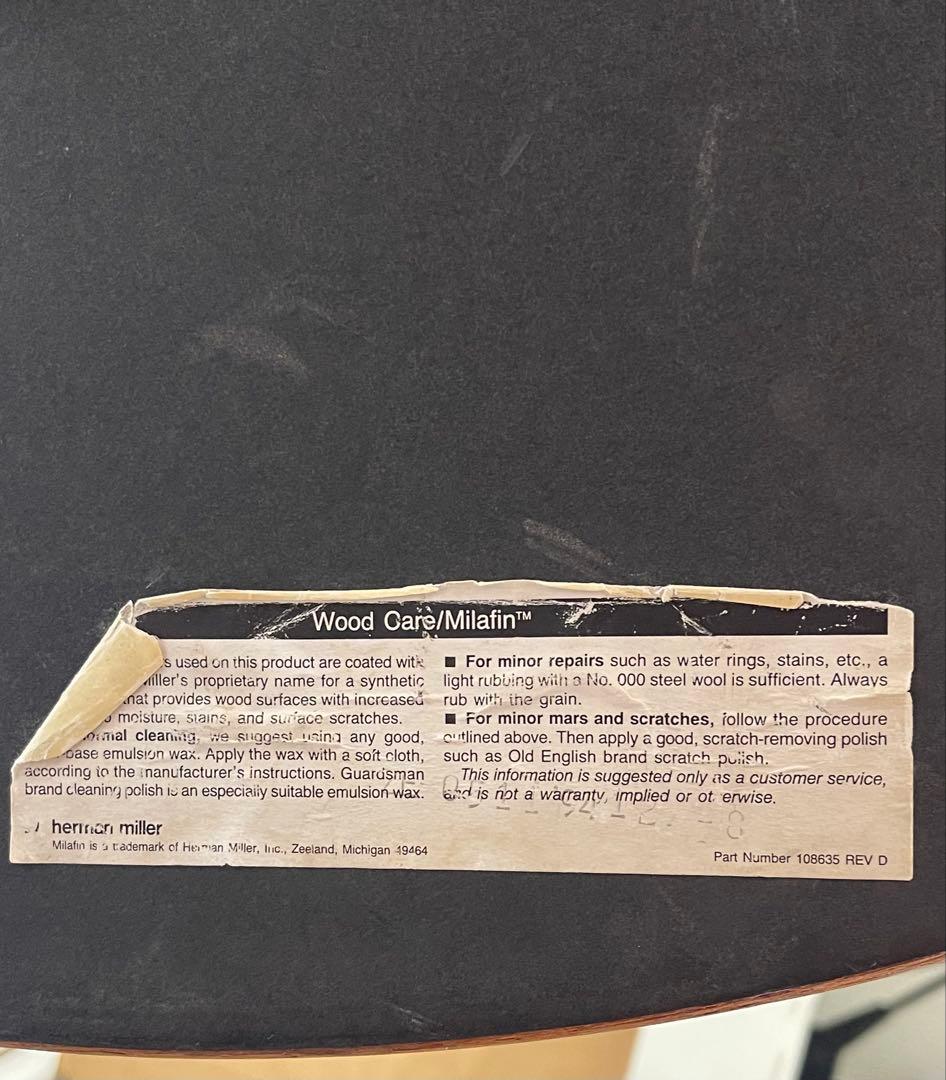 Wood Care/Milafin™
s used on this product are coated with
iller's proprietary name for a synthetic
hat provides wood surfaces with increased
moisture, stains, and surface scratches.
ormal cleaning, we suggest using any good,
base emulsion wax. Apply the wax with a soft cloth,
according to the manufacturer's instructions. Guardsman
brand cleaning polish is an especially suitable emulsion wax.
herman miller
Milafin is a trademark of Herman Miller, Inc., Zeeland, Michigan 49464
■ For minor repairs such as water rings, stains, etc., a
light rubbing with a No. 000 steel wool is sufficient. Always
rub with the grain.
■ For minor mars and scratches, follow the procedure
outlined above. Then apply a good, scratch-removing polish
such as Old English brand scratch polish.
This information is suggested only as a customer service,
and is not a warranty, implied or ot erwise.
Part Number 108635 REV D